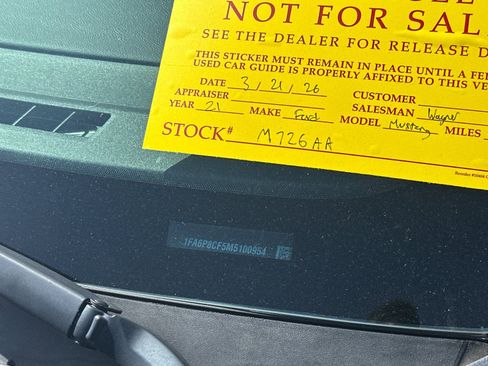 NOT FOR SAL
SEE THE DEALER FOR RELEASE D
THIS STICKER MUST REMAIN IN PLACE UNTIL A FE
USED CAR GUIDE IS PROPERLY AFFIXED TO THIS VE
DATE 3, 21, 26 CUSTOMER
APPRAISER SALESMAN Wayner
YEAR 21 MAKE Ford MODEL Mustang MILES
STOCK# M726AA
1FA6P8CF5M5100954